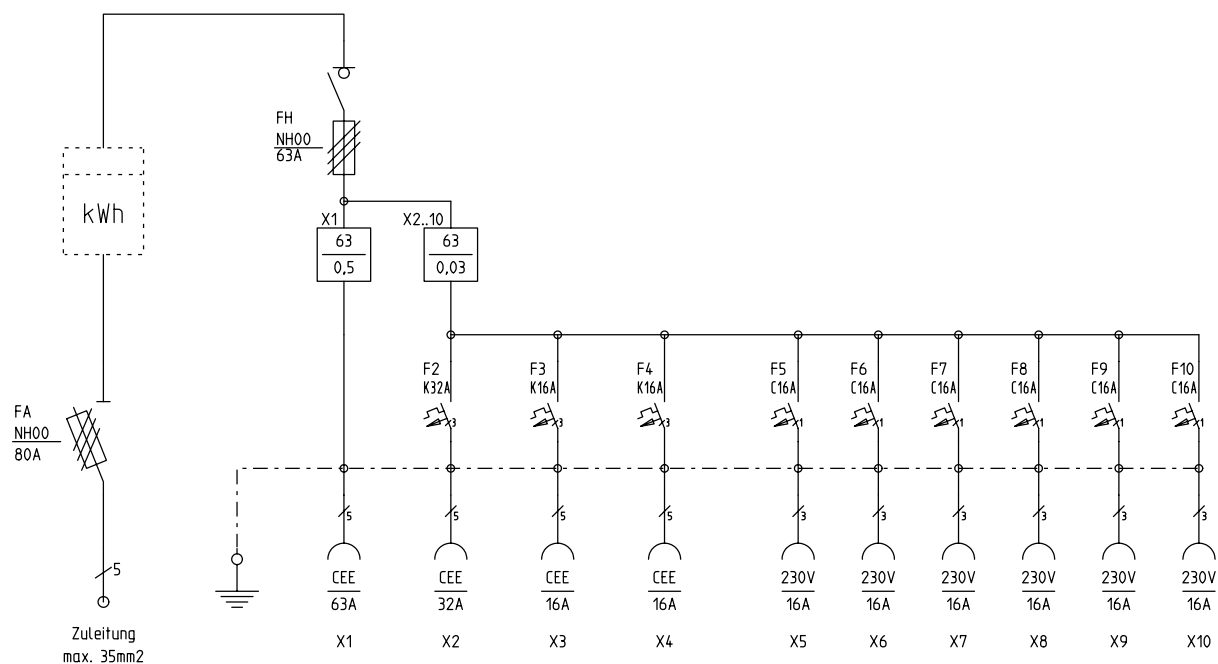 FH
NH00
63A
kWh
X1 X2..10
63 63
0,5 0,03
F2 F3 F4 F5 F6 F7 F8 F9 F10
K32A K16A K16A C16A C16A C16A C16A C16A C16A
FA
NH00
80A
3 3 3 1 1 1 1 1 1
5 5 5 5 3 3 3 3 3 3
5
CEE CEE CEE CEE 230V 230V 230V 230V 230V 230V
63A 32A 16A 16A 16A 16A 16A 16A 16A 16A
X1 X2 X3 X4 X5 X6 X7 X8 X9 X10
Zuleitung
max. 35mm2